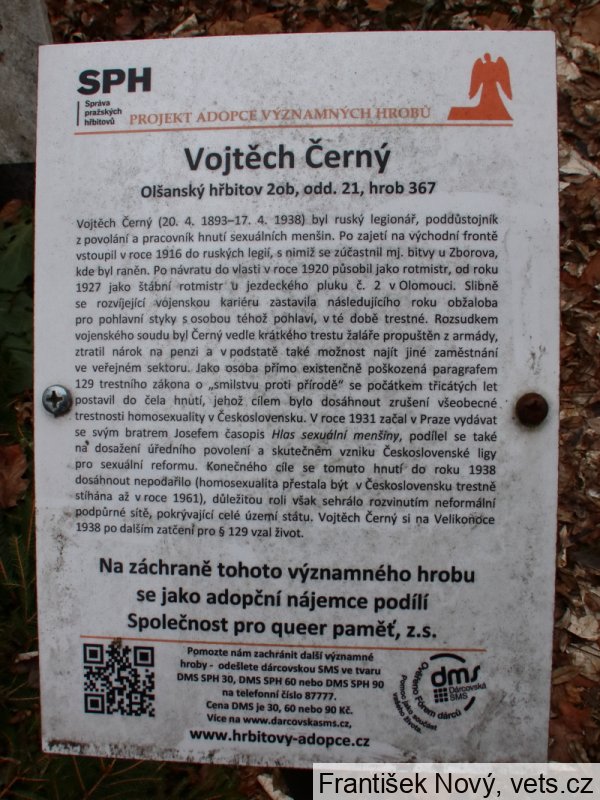 SPH
Správa
pražských
hřbitovů
PROJEKT ADOPCE VÝZNAMNÝCH HROBŮ
Vojtěch Černý
Olšanský hřbitov 2ob, odd. 21, hrob 367
Vojtěch Černý (20. 4. 1893–17. 4. 1938) byl ruský legionář, poddůstojník
z povolání a pracovník hnutí sexuálních menšin. Po zajetí na východní frontě
vstoupil v roce 1916 do ruských legií, s nimiž se zúčastnil mj. bitvy u Zborova,
kde byl raněn. Po návratu do vlasti v roce 1920 působil jako rotmistr, od roku
1927 jako štábní rotmistr u jezdeckého pluku č. 2 v Olomouci. Slibně
se rozvíjející vojenskou kariéru zastavila následujícího roku obžaloba
pro pohlavní styky s osobou téhož pohlaví, v té době trestné. Rozsudkem
vojenského soudu byl Černý vedle krátkého trestu žaláře propuštěn z armády,
ztratil nárok na penzi a v podstatě také možnost najít jiné zaměstnání
ve veřejném sektoru. Jako osoba přímo existenčně poškozená paragrafem
129 trestního zákona o „smilstvu proti přírodě“ se počátkem třicátých let
postavil do čela hnutí, jehož cílem bylo dosáhnout zrušení všeobecné
trestnosti homosexuality v Československu. V roce 1931 začal v Praze vydávat
se svým bratrem Josefem časopis Hlas sexuální menšiny, podílel se také
na dosažení úředního povolení a skutečném vzniku Československé ligy
pro sexuální reformu. Konečného cíle se tomuto hnutí do roku 1938
dosáhnout nepodařilo (homosexualita přestala být v Československu trestně
stíhána až v roce 1961), důležitou roli však sehrálo rozvinutím neformální
podpůrné sítě, pokrývající celé území státu. Vojtěch Černý si na Velikonoce
1938 po dalším zatčení pro § 129 vzal život.
Na záchraně tohoto významného hrobu
se jako adopční nájemce podílí
Společnost pro queer paměť, z.s.
Pomozte nám zachránit další významné
hroby - odešlete dárcovskou SMS ve tvaru
DMS SPH 30, DMS SPH 60 nebo DMS SPH 90
na telefonní číslo 87777.
Cena DMS je 30, 60 nebo 90 Kč.
Více na www.darcovskasms.cz,
www.hrbitovy-adopce.cz
Ověřeno Fórem dárců
dms
Dárcovská
SMS
Pomoc jako součást
vašeho života
František Nový, vets.cz